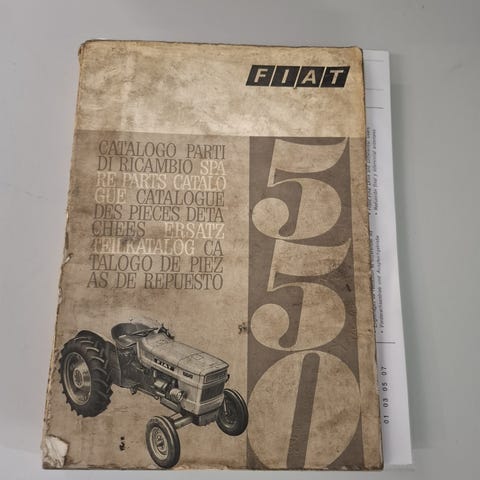 FIAT
CATALOGO PARTI
DI RICAMBIO SPA
RE PARTS CATALO
GUE CATALOGUE
DES PIECES DETA
CHEES ERSATZ
TEILKATALOG CA
TALOGO DE PIEZ
AS DE REPUESTO
550
01 03 05 07